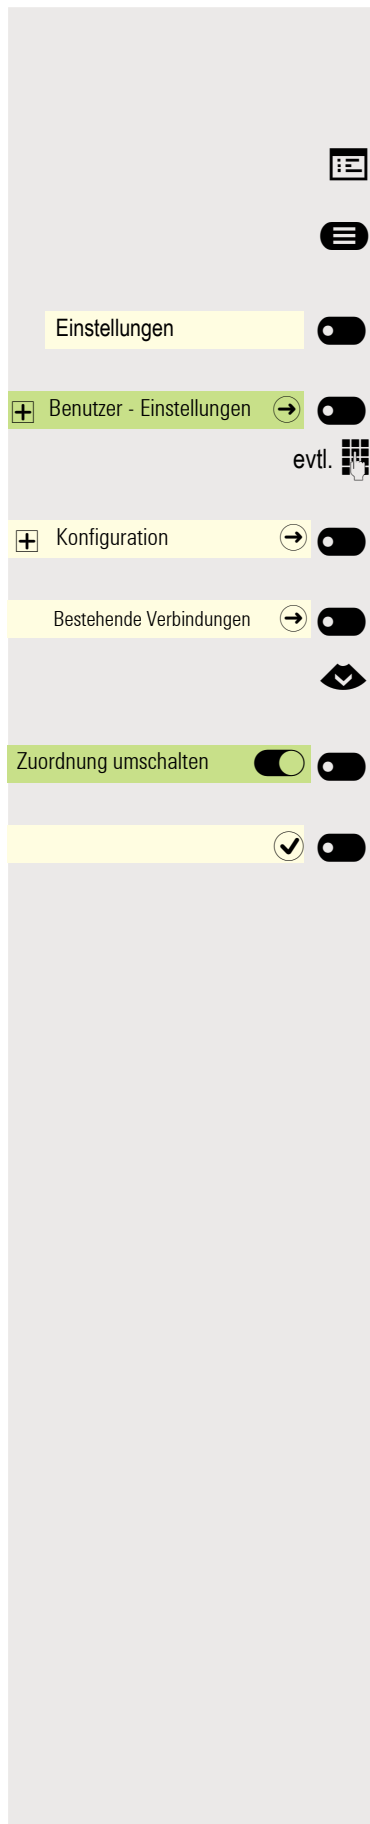 Einstellungen
Benutzer - Einstellungen
evtl.
Konfiguration
Bestehende Verbindungen
Zuordnung umschalten